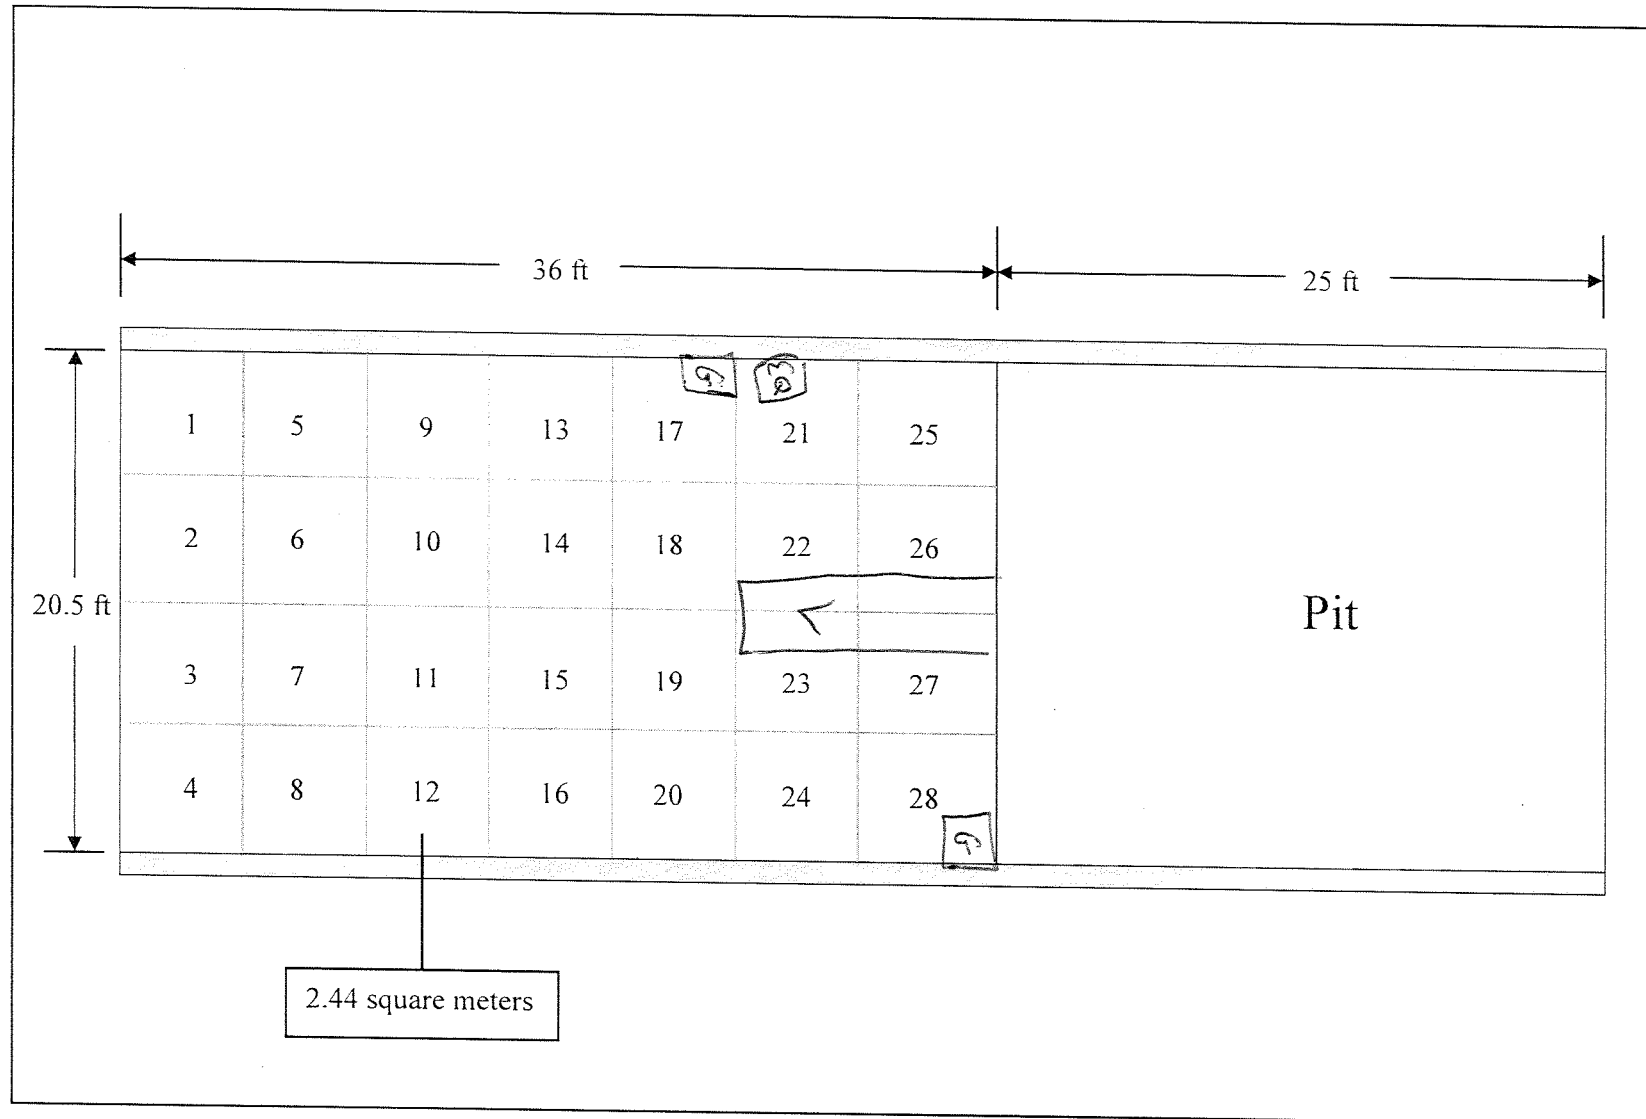 36 ft
25 ft
G
1 5 9 13 17 21 25
2 6 10 14 18 22 26
20.5 ft
Pit
3 7 11 15 19 23 27
4 8 12 16 20 24 28
G
2.44 square meters